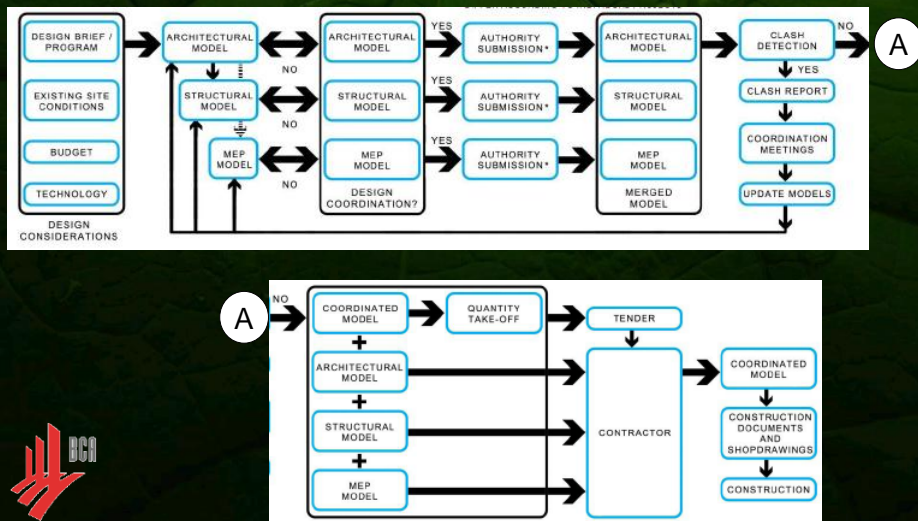 DESIGN BRIEF /
PROGRAM
EXISTING SITE
CONDITIONS
BUDGET
TECHNOLOGY
DESIGN
CONSIDERATIONS
ARCHITECTURAL
MODEL
STRUCTURAL
MODEL
MEP
MODEL
NO
NO
NO
ARCHITECTURAL
MODEL
STRUCTURAL
MODEL
MEP
MODEL
DESIGN
COORDINATION?
YES
YES
YES
AUTHORITY
SUBMISSION*
AUTHORITY
SUBMISSION*
AUTHORITY
SUBMISSION*
ARCHITECTURAL
MODEL
STRUCTURAL
MODEL
MEP
MODEL
MERGED
MODEL
CLASH
DETECTION
NO
A
YES
CLASH REPORT
COORDINATION
MEETINGS
UPDATE MODELS
A
NO
COORDINATED
MODEL
+
ARCHITECTURAL
MODEL
+
STRUCTURAL
MODEL
+
MEP
MODEL
QUANTITY
TAKE-OFF
TENDER
CONTRACTOR
COORDINATED
MODEL
CONSTRUCTION
DOCUMENTS
AND
SHOPDRAWINGS
CONSTRUCTION
BCA